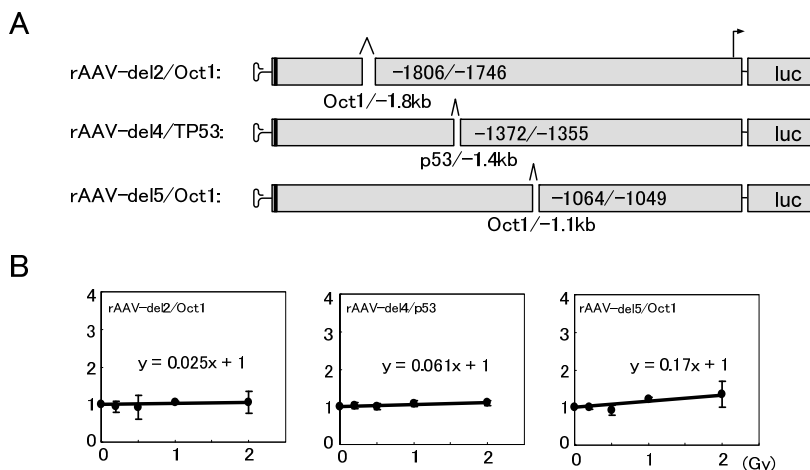 A
rAAV-del2/Oct1:
-1806/-1746
luc
Oct1/-1.8kb
rAAV-del4/TP53:
-1372/-1355
luc
p53/-1.4kb
rAAV-del5/Oct1:
-1064/-1049
luc
Oct1/-1.1kb
B
4
3
2
1
0
rAAV-del2/Oct1
y = 0.025x + 1
0
1
2
4
3
2
1
0
rAAV-del4/p53
y = 0.061x + 1
0
1
2
4
3
2
1
0
rAAV-del5/Oct1
y = 0.17x + 1
0
1
2
(Gy)